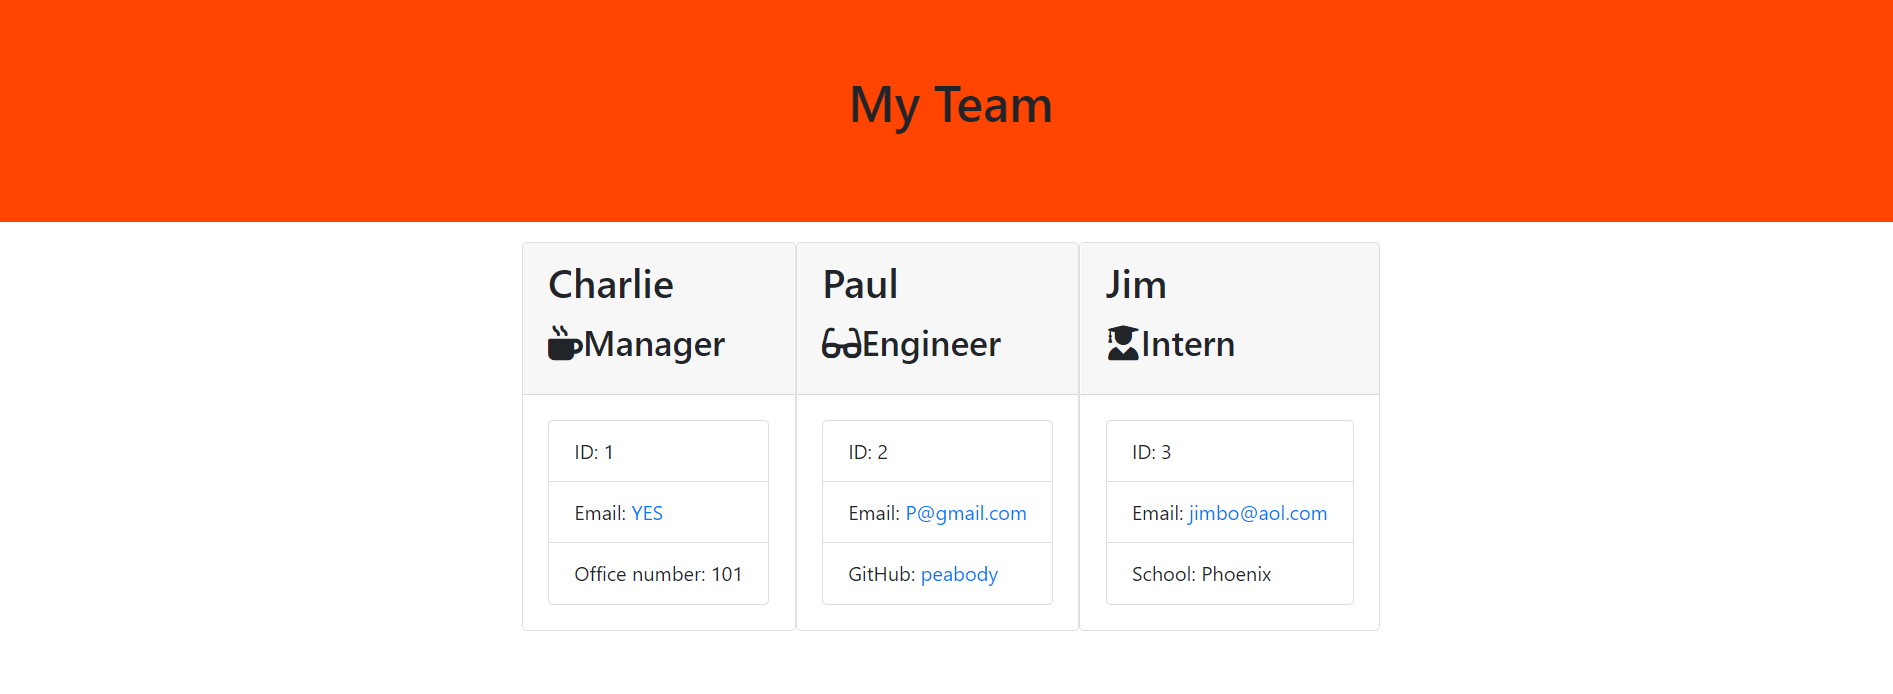 My Team
Charlie
Manager
ID: 1
Email: YES
Office number: 101
Paul
Engineer
ID: 2
Email: P@gmail.com
GitHub: peabody
Jim
Intern
ID: 3
Email: jimbo@aol.com
School: Phoenix